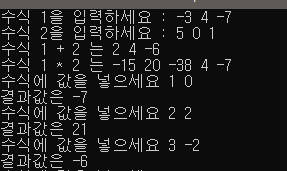 수식 1을 입력하세요 : -3 4 -7
수식 2을 입력하세요 : 5 0 1
수식 1 + 2 는 2 4 -6
수식 1 * 2 는 -15 20 -38 4 -7
수식에 값을 넣으세요 1 0
결과값은 -7
수식에 값을 넣으세요 2 2
결과값은 21
수식에 값을 넣으세요 3 -2
결과값은 -6